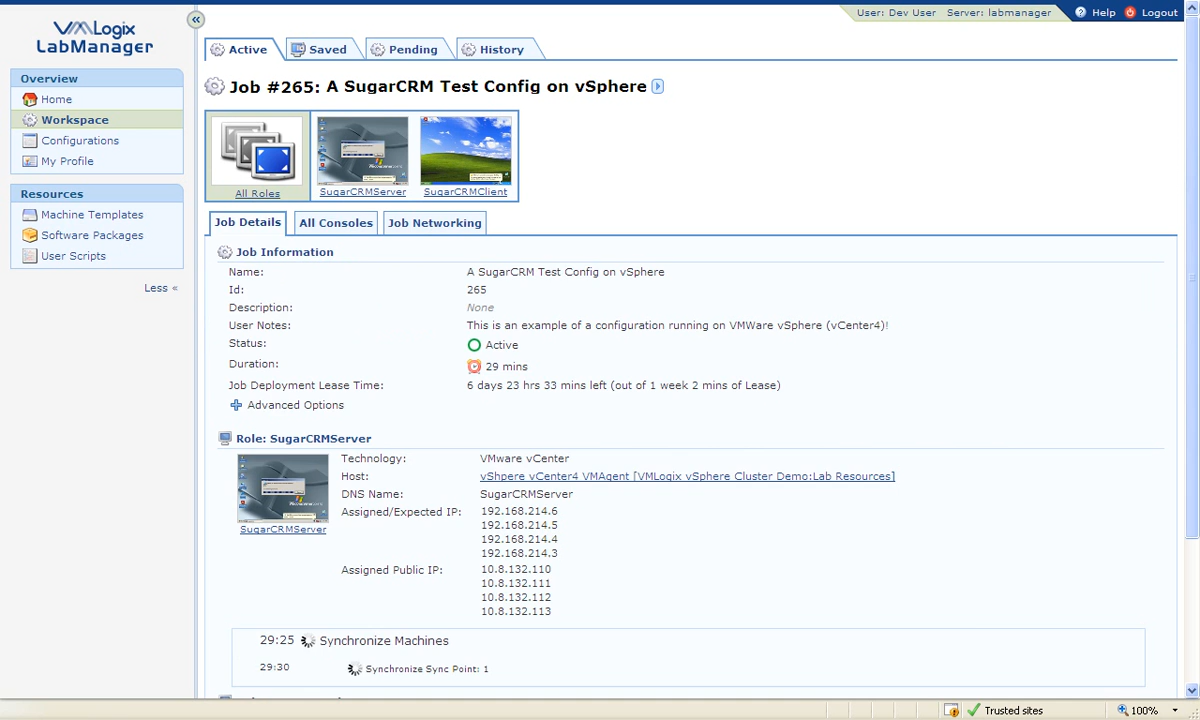 User: Dev User Server: labmanager Help Logout
VMLogix
LabManager
Overview
Home
Workspace
Configurations
My Profile
Resources
Machine Templates
Software Packages
User Scripts
Less «
Active Saved Pending History
Job #265: A SugarCRM Test Config on vSphere
All Roles SugarCRMServer SugarCRMClient
Job Details All Consoles Job Networking
Job Information
Name: A SugarCRM Test Config on vSphere
Id: 265
Description: None
User Notes: This is an example of a configuration running on VMWare vSphere (vCenter4)!
Status: Active
Duration: 29 mins
Job Deployment Lease Time: 6 days 23 hrs 33 mins left (out of 1 week 2 mins of Lease)
Advanced Options
Role: SugarCRMServer
Technology: VMware vCenter
Host: vShpere vCenter4 VMAgent [VMLogix vSphere Cluster Demo:Lab Resources]
DNS Name: SugarCRMServer
SugarCRMServer
Assigned/Expected IP: 192.168.214.6
192.168.214.5
192.168.214.4
192.168.214.3
Assigned Public IP: 10.8.132.110
10.8.132.111
10.8.132.112
10.8.132.113
29:25 Synchronize Machines
29:30 Synchronize Sync Point: 1
Trusted sites 100%